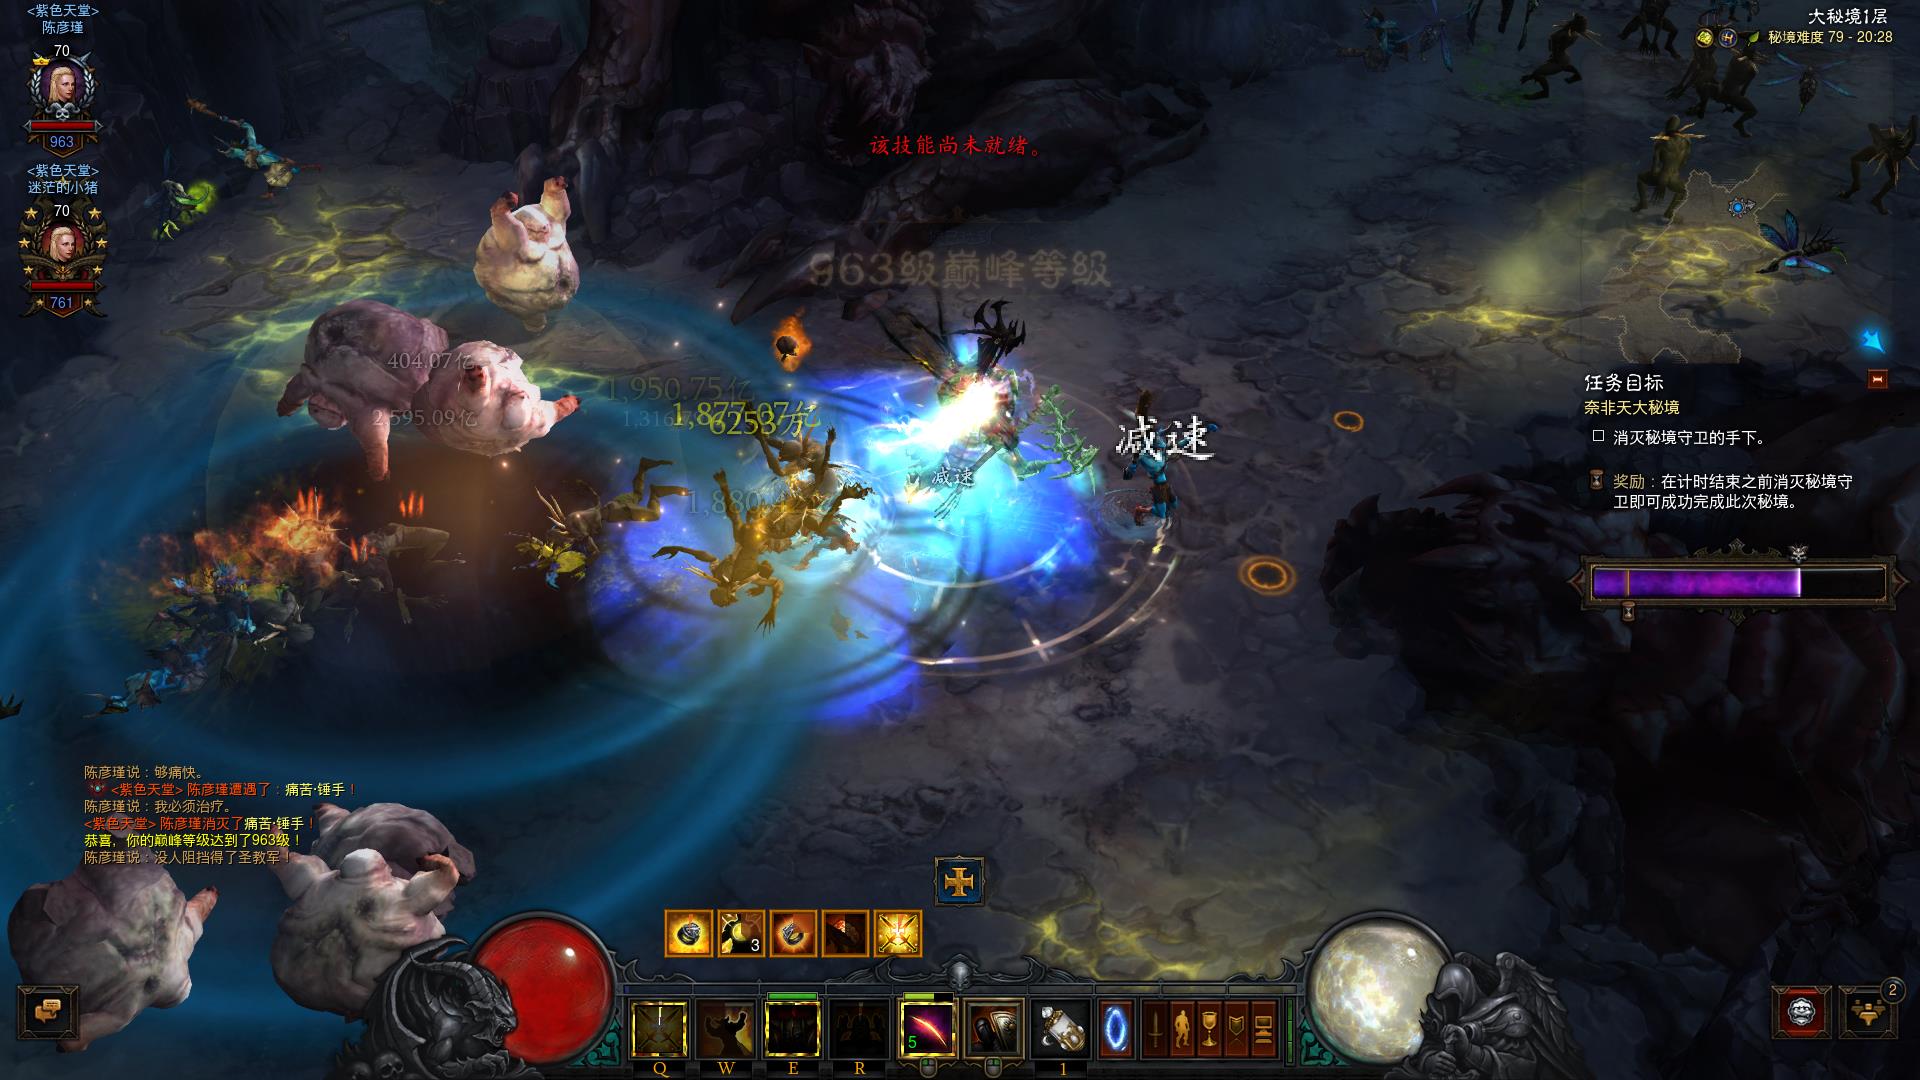 <紫色天堂>
陈彦瑾
70
963
<紫色天堂>
迷茫的小猪
70
761
大秘境1层
秘境难度 79 - 20:28
该技能尚未就绪。
963级巅峰等级
404.07亿
2,595.09亿
1,950.75亿
1,877.07亿
6253万
减速
减速
任务目标
奈非天大秘境
消灭秘境守卫的手下。
奖励：在计时结束之前消灭秘境守
卫即可成功完成此次秘境。
陈彦瑾说：够痛快。
<紫色天堂> 陈彦瑾遭遇了：痛苦·锤手！
陈彦瑾说：我必须治疗。
<紫色天堂> 陈彦瑾消灭了痛苦·锤手！
恭喜，你的巅峰等级达到了963级！
陈彦瑾说：没人阻挡得了圣教军！
3
5
Q
W
E
R
1
2